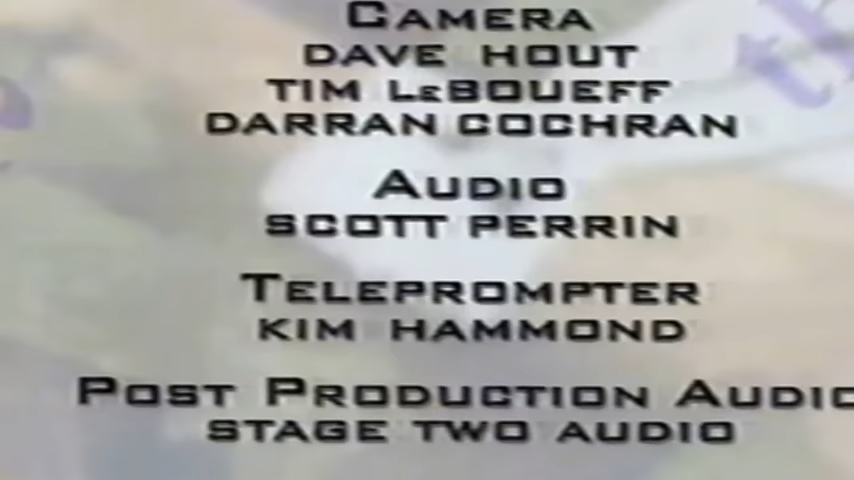 CAMERA
DAVE HOUT
TIM LeBOUEFF
DARRAN COCHRAN
AUDIO
SCOTT PERRIN
TELEPROMPTER
KIM HAMMOND
POST PRODUCTION AUDIO
STAGE TWO AUDIO